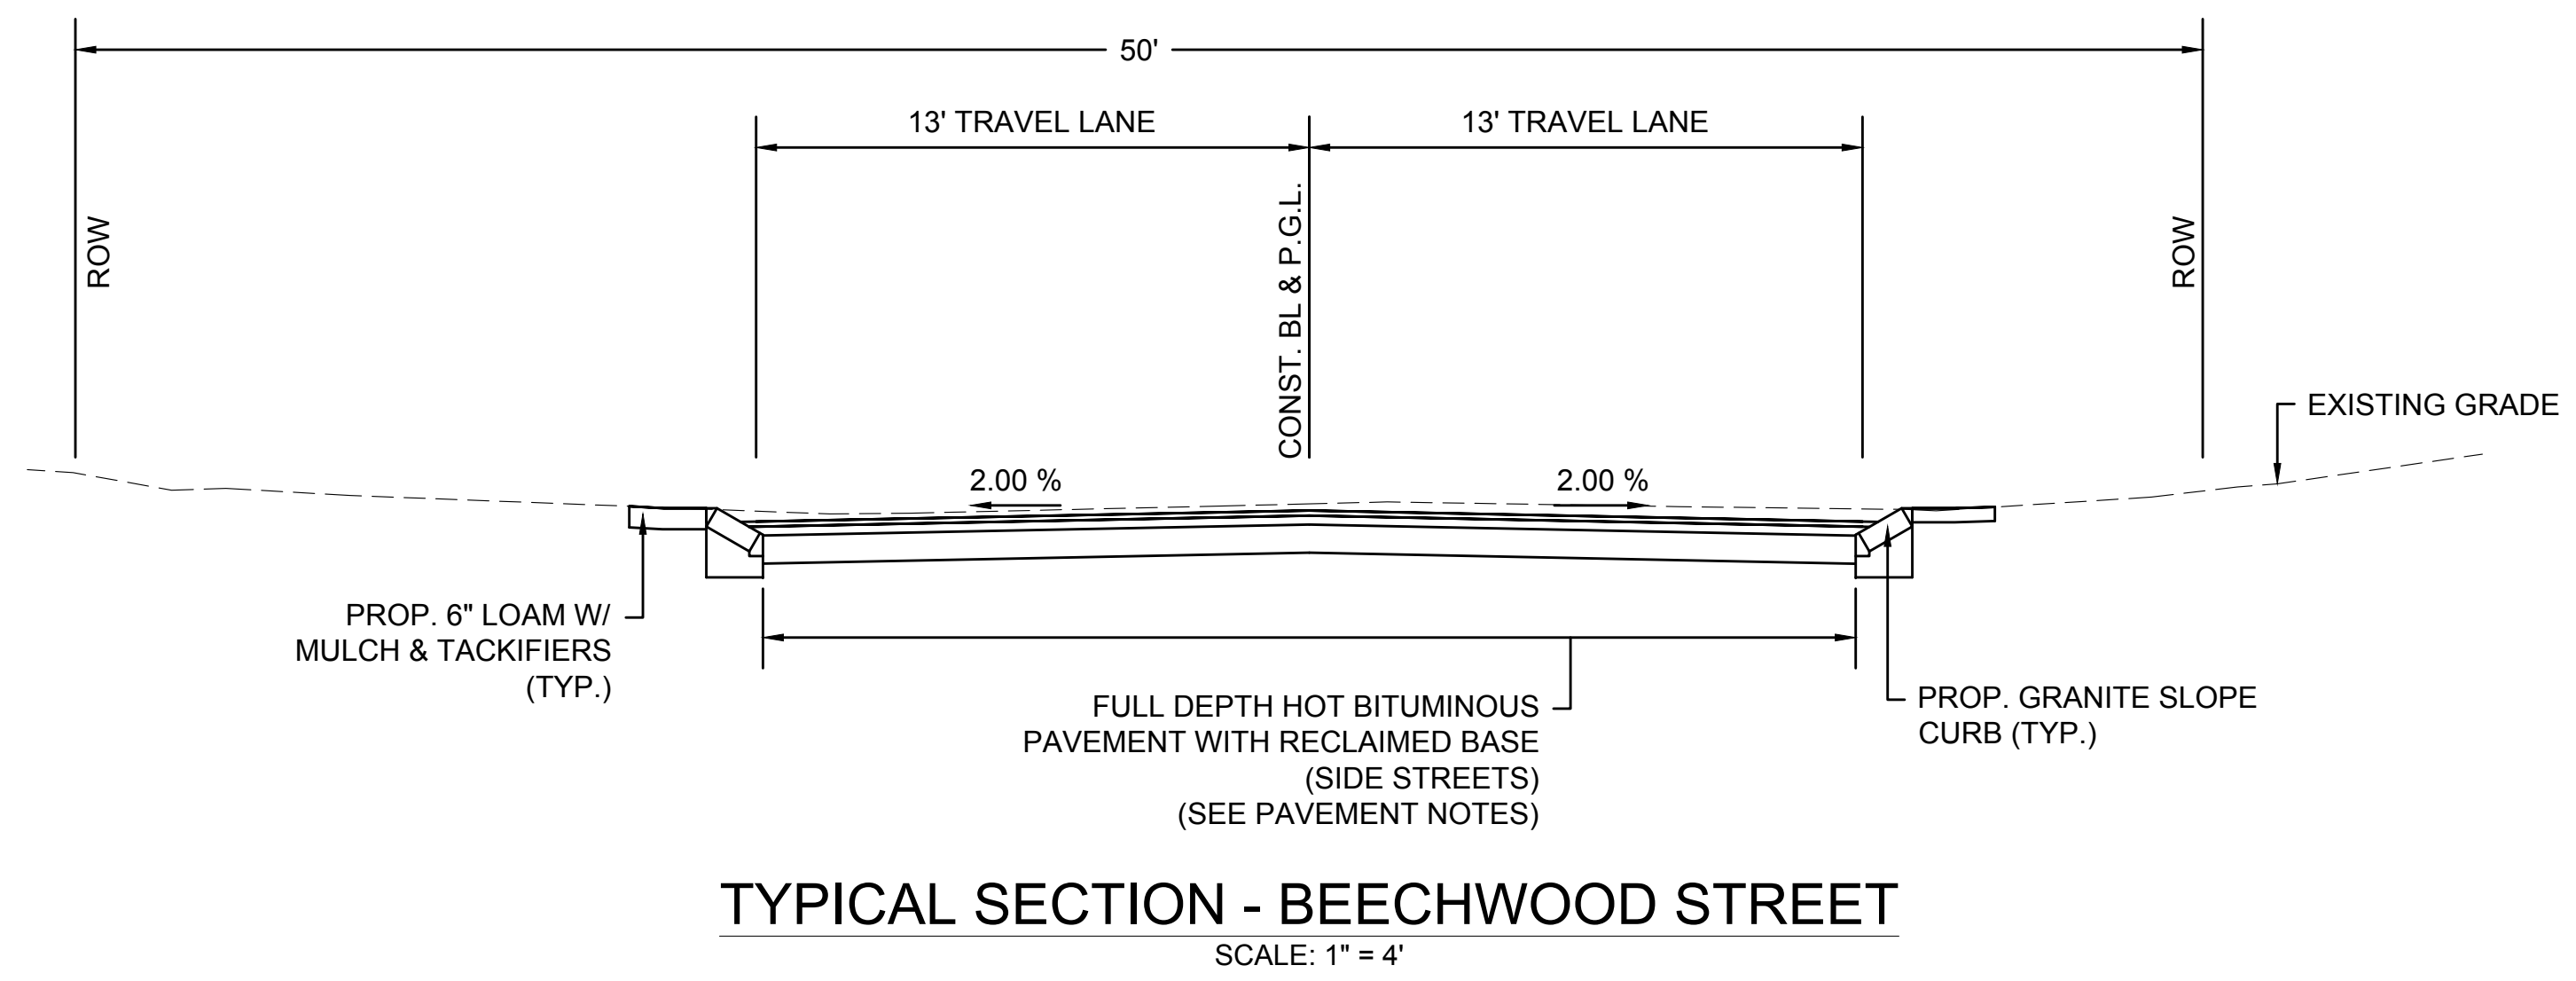 50'
13' TRAVEL LANE
13' TRAVEL LANE
ROW
CONST. BL & P.G.L.
ROW
EXISTING GRADE
2.00 %
2.00 %
PROP. 6" LOAM W/
MULCH & TACKIFIERS
(TYP.)
FULL DEPTH HOT BITUMINOUS
PAVEMENT WITH RECLAIMED BASE
(SIDE STREETS)
(SEE PAVEMENT NOTES)
PROP. GRANITE SLOPE
CURB (TYP.)
TYPICAL SECTION - BEECHWOOD STREET
SCALE: 1" = 4'